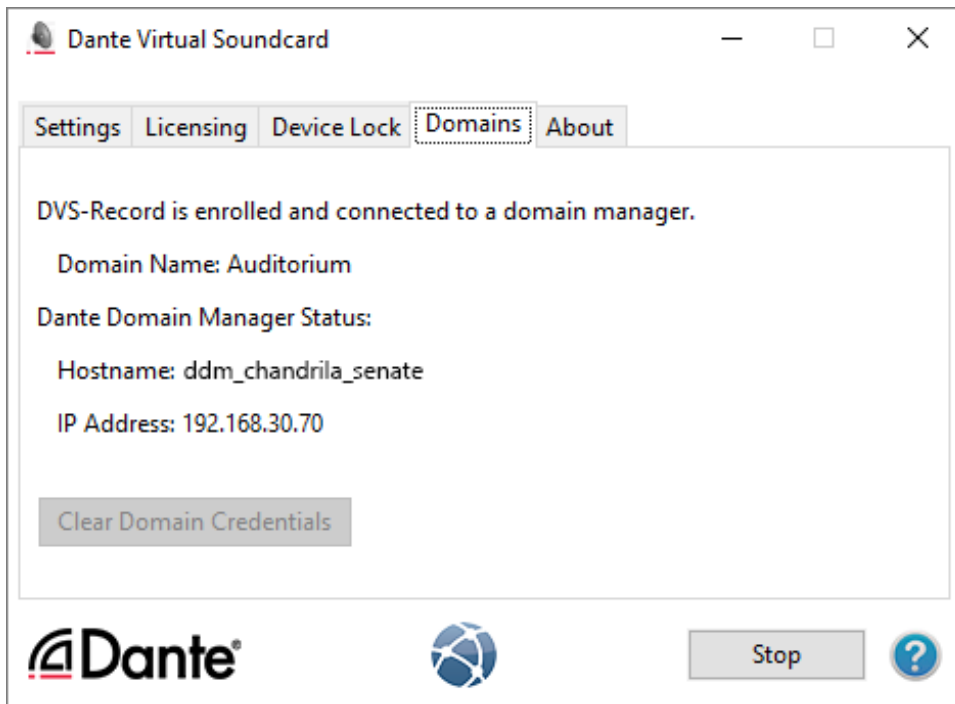 Dante Virtual Soundcard
Settings Licensing Device Lock Domains About
DVS-Record is enrolled and connected to a domain manager.
Domain Name: Auditorium
Dante Domain Manager Status:
Hostname: ddm_chandrila_senate
IP Address: 192.168.30.70
Clear Domain Credentials
Dante® Stop ?